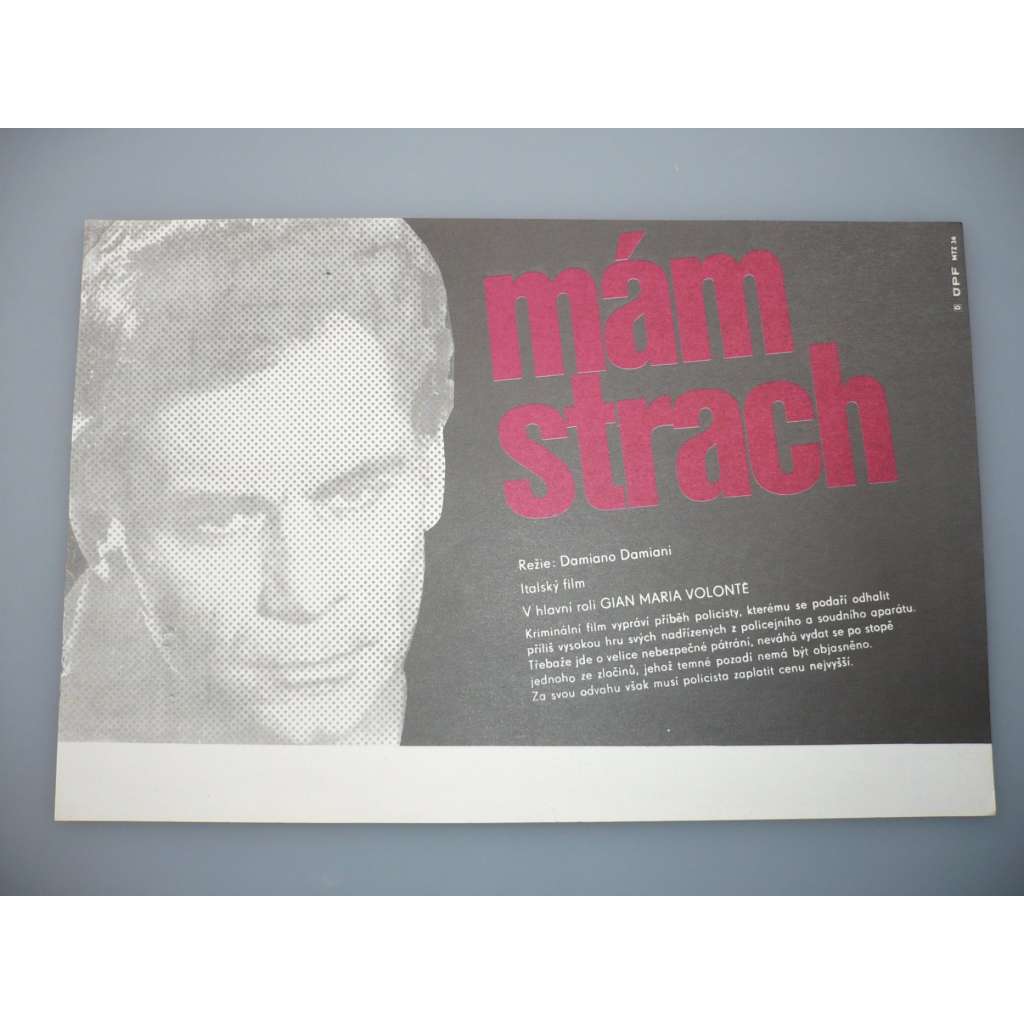 mám
strach
Režie: Damiano Damiani
Italský film
V hlavní roli GIAN MARIA VOLONTÉ
Kriminální film vypráví příběh policisty, kterému se podaří odhalit
příliš vysokou hru svých nadřízených z policejního a soudního aparátu.
Třebaže jde o velice nebezpečné pátrání, neváhá vydat se po stopě
jednoho ze zločinů, jehož temné pozadí nemá být objasněno.
Za svou odvahu však musí policista zaplatit cenu nejvyšší.
ÚPF MTZ 36